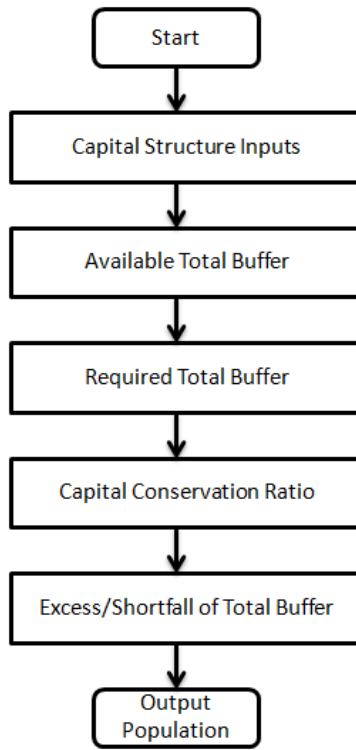 Start
Capital Structure Inputs
Available Total Buffer
Required Total Buffer
Capital Conservation Ratio
Excess/Shortfall of Total Buffer
Output
Population